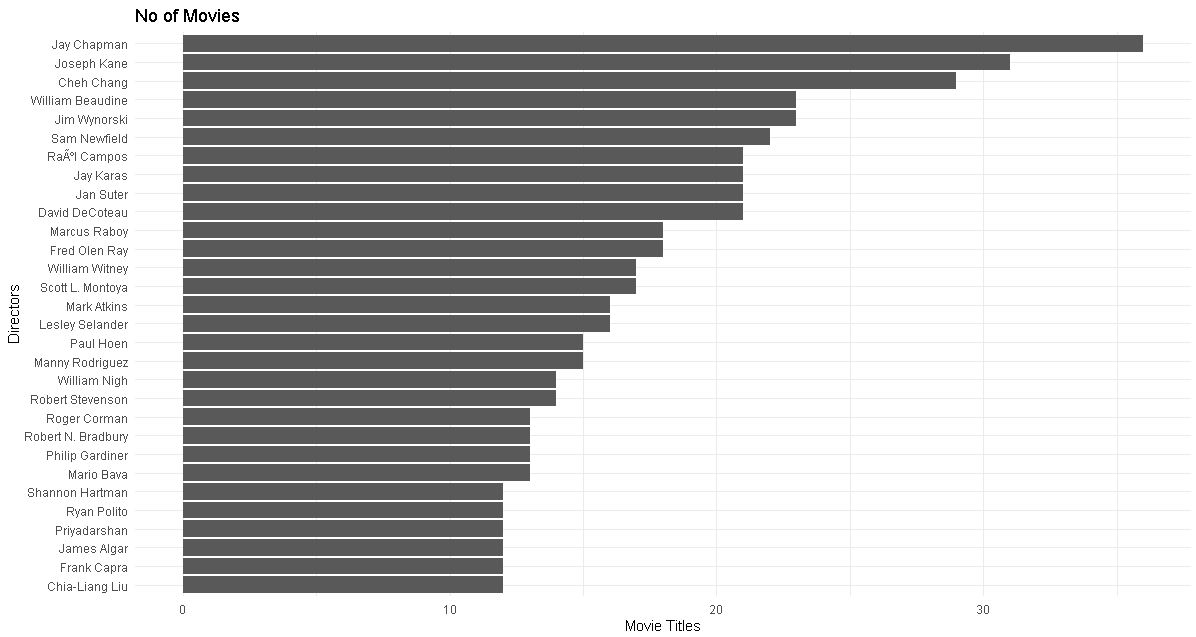 No of Movies
Jay Chapman
Joseph Kane
Cheh Chang
William Beaudine
Jim Wynorski
Sam Newfield
RaÃºl Campos
Jay Karas
Jan Suter
David DeCoteau
Marcus Raboy
Fred Olen Ray
William Witney
Scott L. Montoya
Mark Atkins
Lesley Selander
Paul Hoen
Manny Rodriguez
William Nigh
Robert Stevenson
Roger Corman
Robert N. Bradbury
Philip Gardiner
Mario Bava
Shannon Hartman
Ryan Polito
Priyadarshan
James Algar
Frank Capra
Chia-Liang Liu
Directors
0 10 20 30
Movie Titles